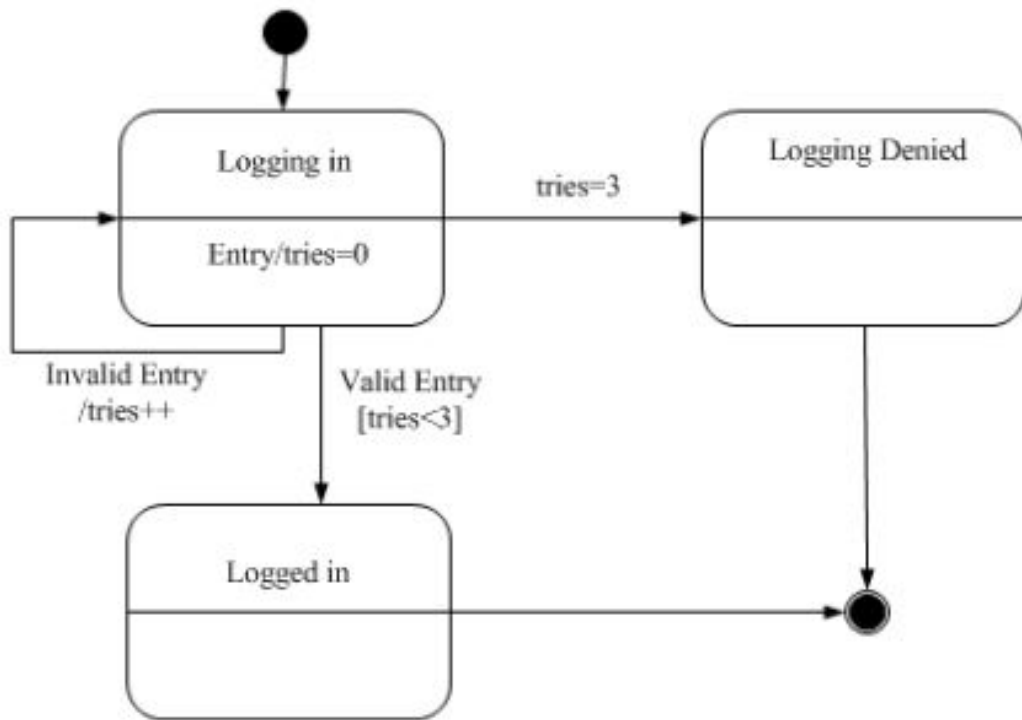 Logging in
Logging Denied
tries=3
Entry/tries=0
Invalid Entry
/tries++
Valid Entry
[tries<3]
Logged in